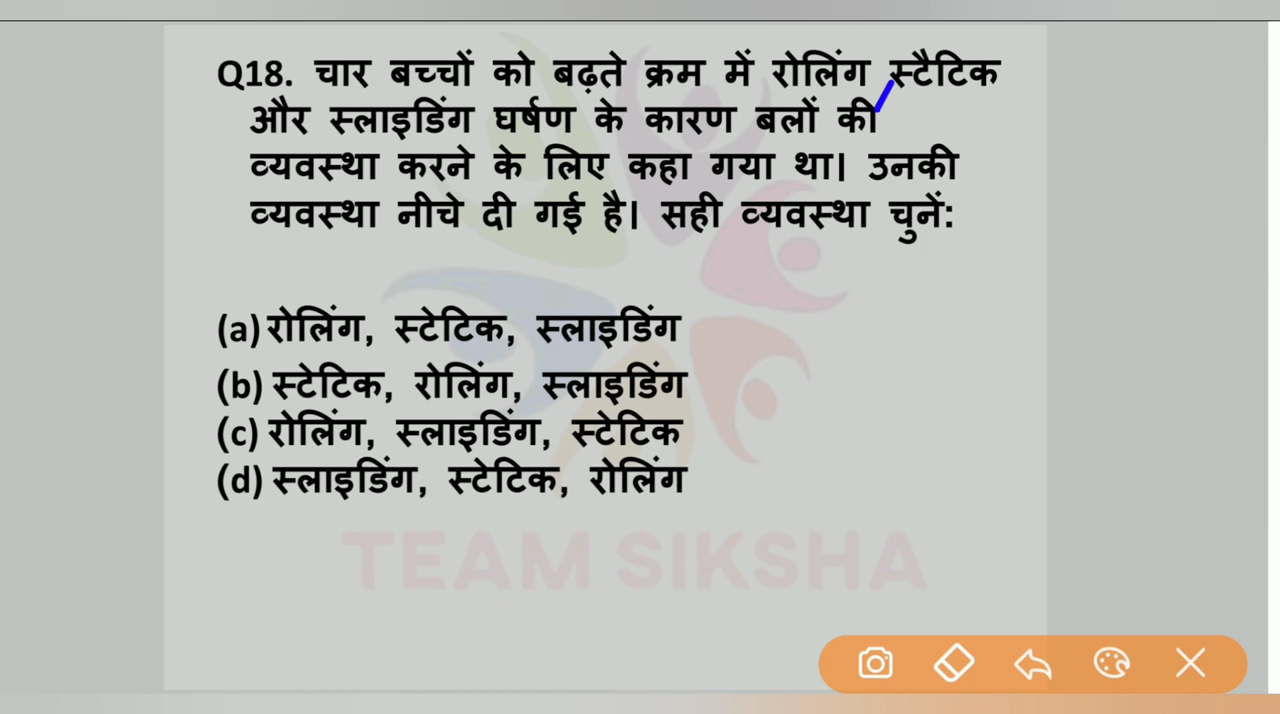 Q18. चार बच्चों को बढ़ते क्रम में रोलिंग स्टैटिक
और स्लाइडिंग घर्षण के कारण बलों की
व्यवस्था करने के लिए कहा गया था। उनकी
व्यवस्था नीचे दी गई है। सही व्यवस्था चुनें:
(a) रोलिंग, स्टेटिक, स्लाइडिंग
(b) स्टेटिक, रोलिंग, स्लाइडिंग
(c) रोलिंग, स्लाइडिंग, स्टेटिक
(d) स्लाइडिंग, स्टेटिक, रोलिंग
TEAM SIKSHA